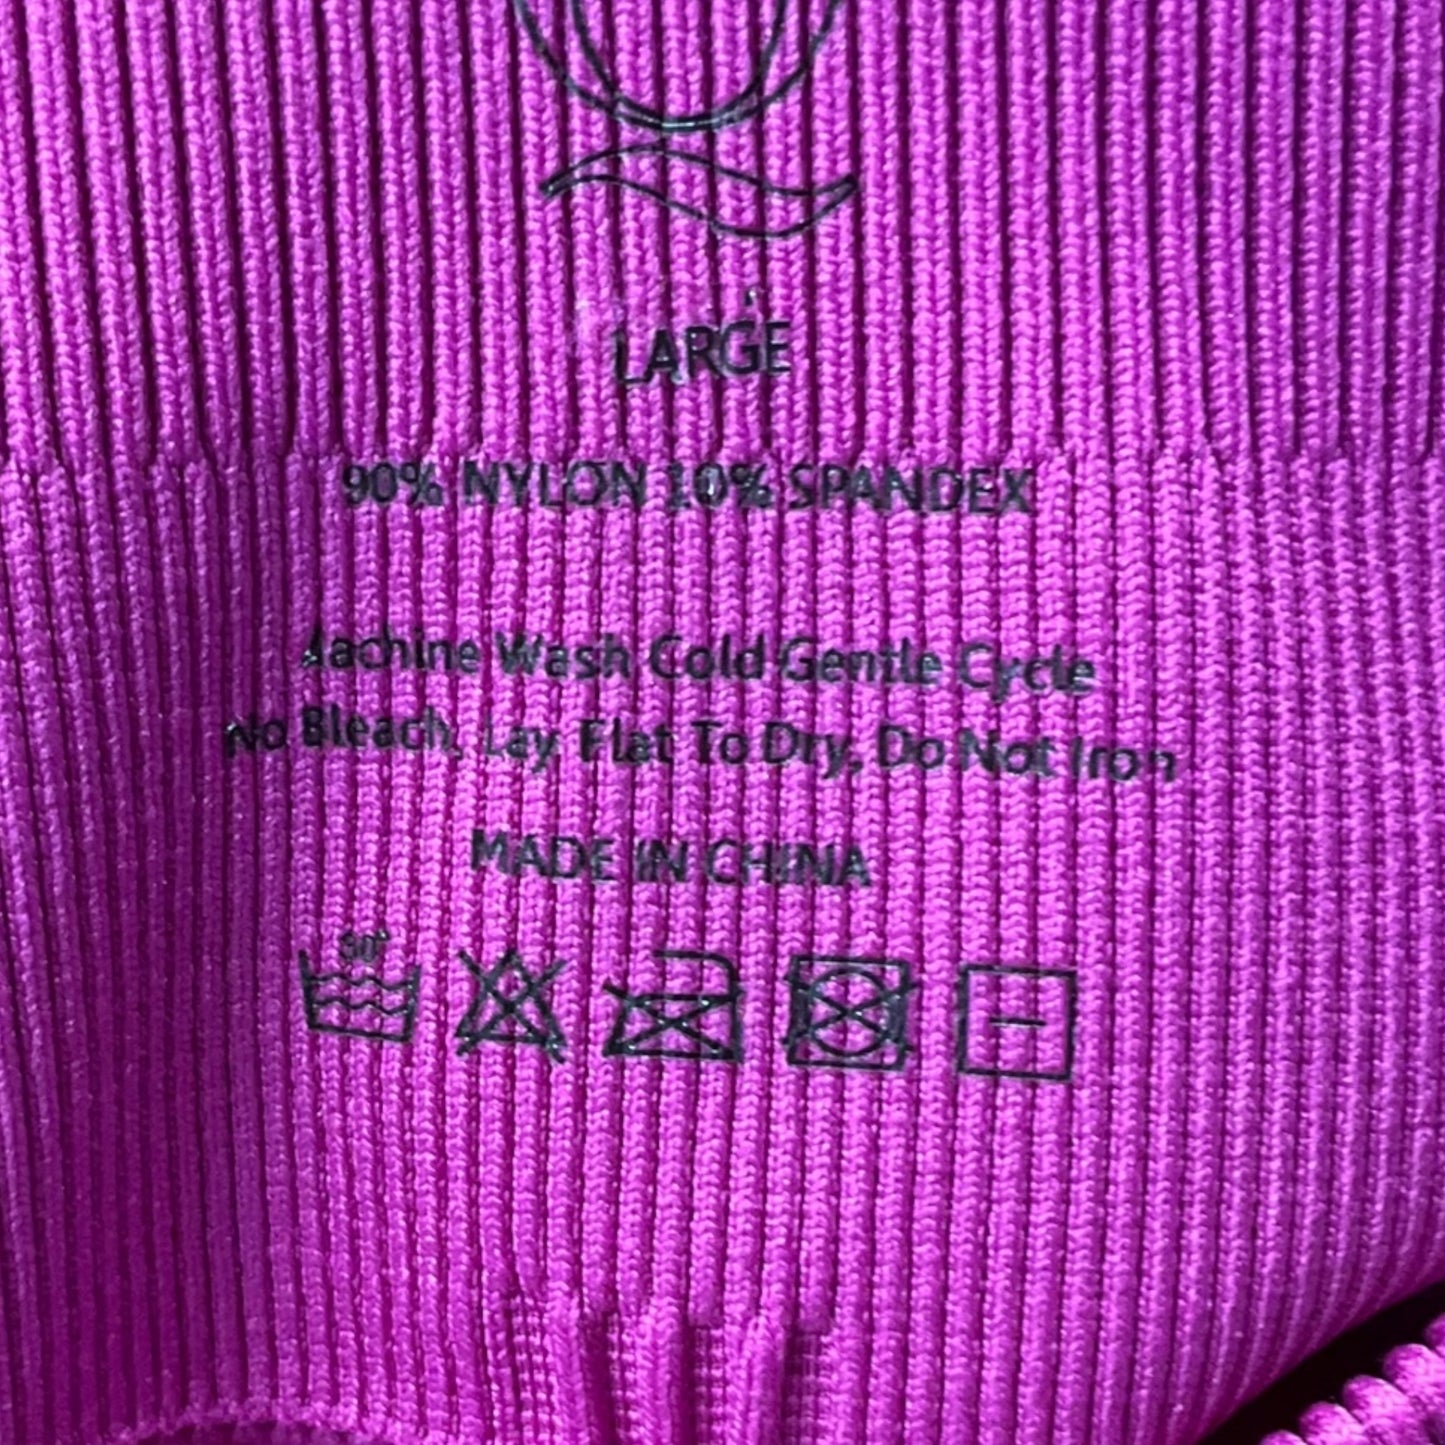 LARGE
90% NYLON 10% SPANDEX
Machine Wash Cold Gentle Cycle
No Bleach, Lay Flat To Dry, Do Not Iron
MADE IN CHINA
30°